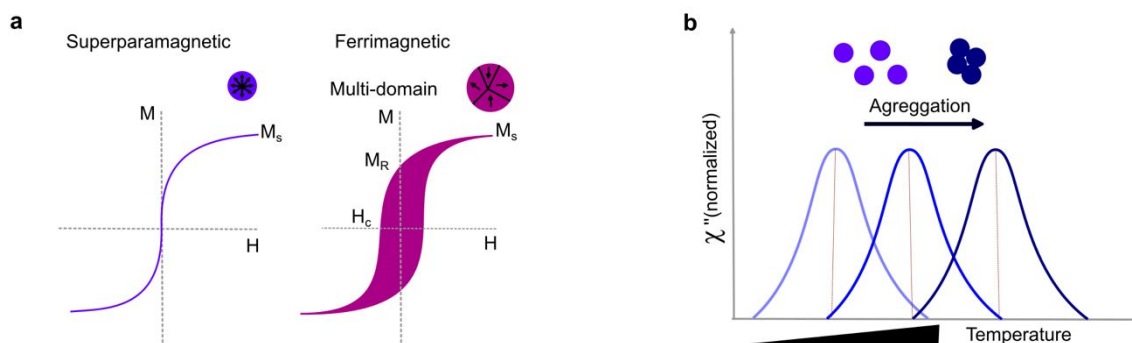 a
Superparamagnetic
M
Ms
H
Ferrimagnetic
Multi-domain
M
Ms
MR
Hc
H
b
Agreggation
χ"(normalized)
Temperature